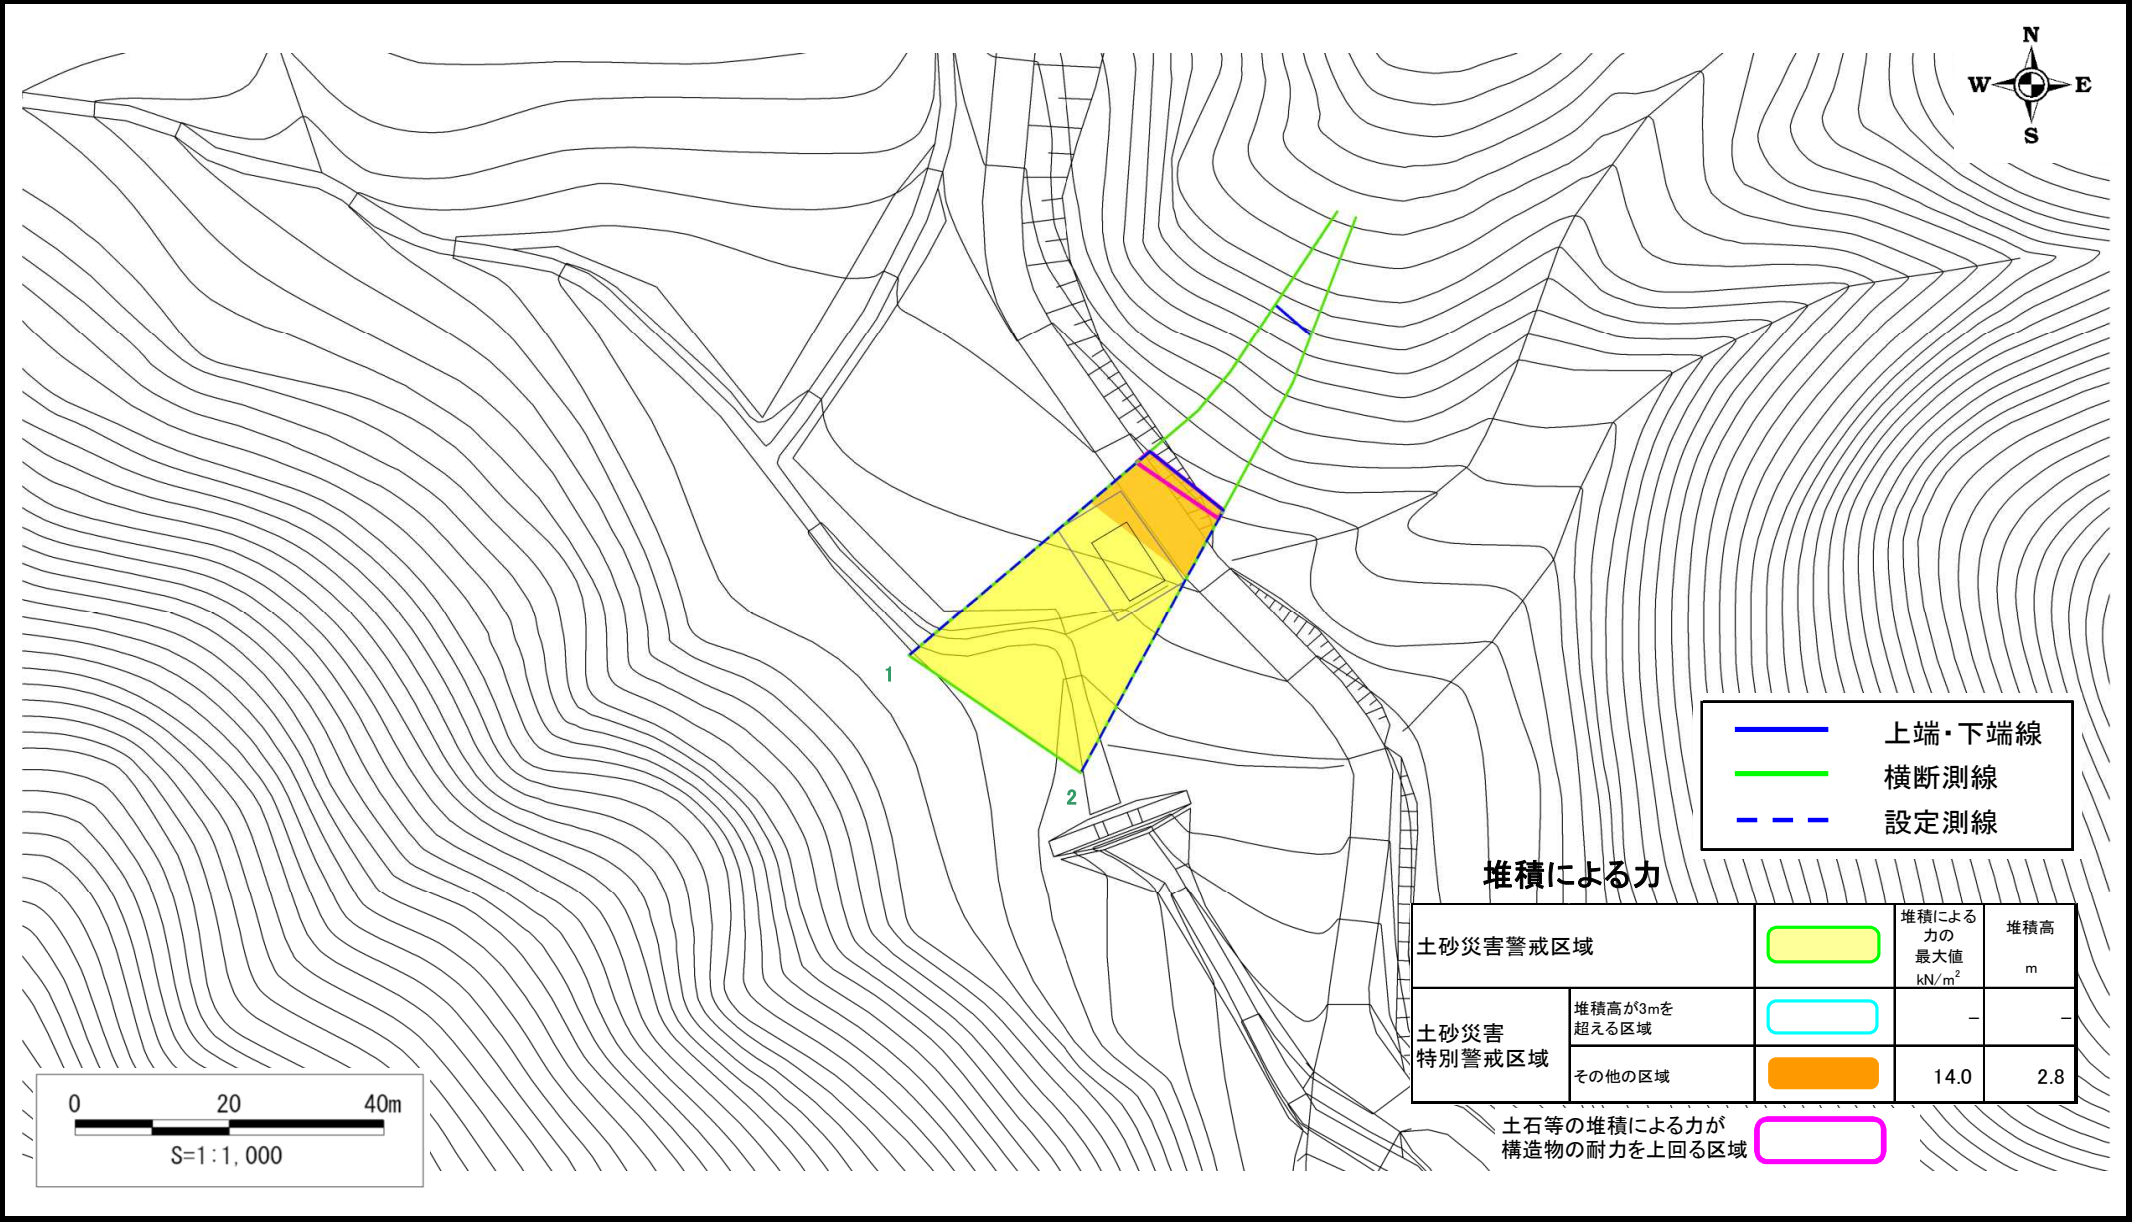 N
W E
S
1
2
上端・下端線
横断測線
設定測線
堆積による力
土砂災害警戒区域
堆積による
力の
最大値
kN/m²
堆積高
m
土砂災害
特別警戒区域
堆積高が3mを
超える区域
－ －
その他の区域
14.0 2.8
土石等の堆積による力が
構造物の耐力を上回る区域
0 20 40m
S=1:1,000